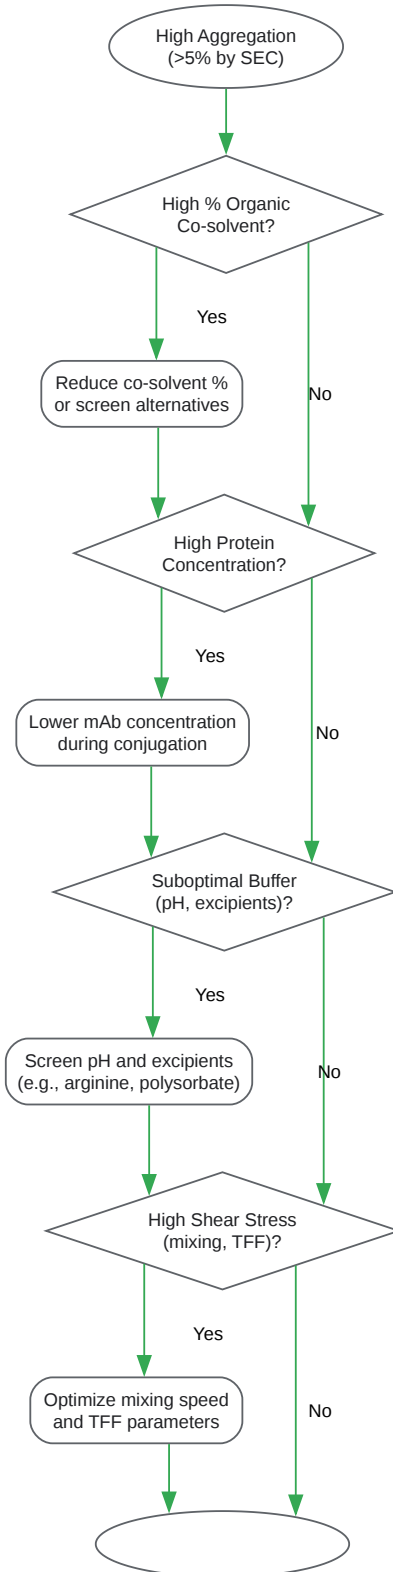 High Aggregation
(>5% by SEC)
High % Organic
Co-solvent?
Yes
Reduce co-solvent %
or screen alternatives
No
High Protein
Concentration?
Yes
Lower mAb concentration
during conjugation
No
Suboptimal Buffer
(pH, excipients)?
Yes
Screen pH and excipients
(e.g., arginine, polysorbate)
No
High Shear Stress
(mixing, TFF)?
Yes
Optimize mixing speed
and TFF parameters
No